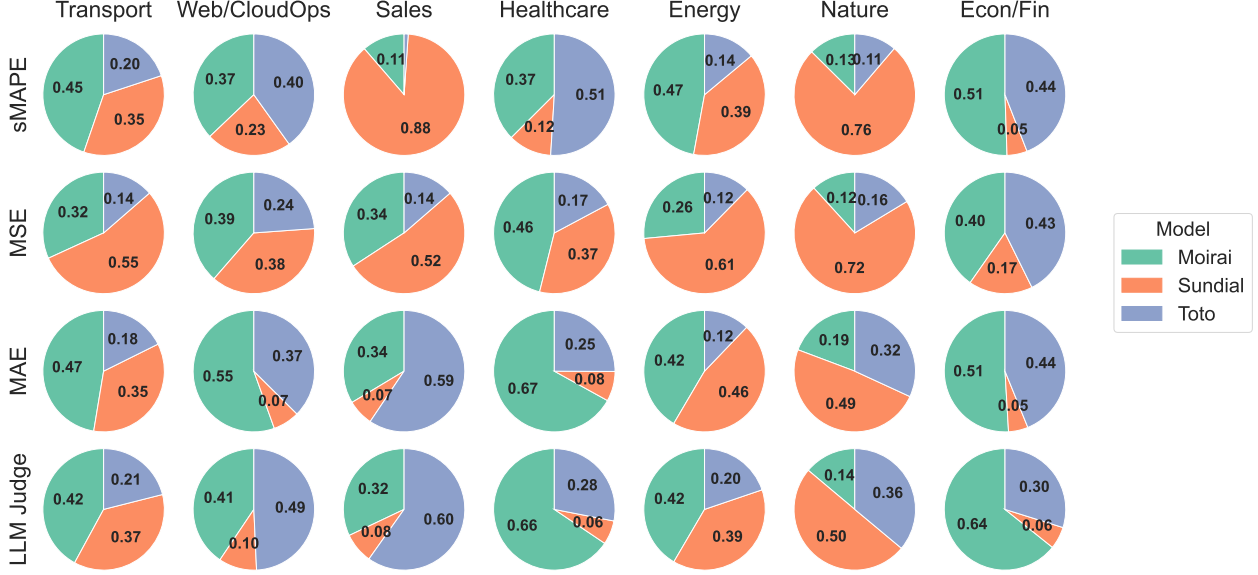 Transport Web/CloudOps Sales Healthcare Energy Nature Econ/Fin
sMAPE
0.45 0.20 0.35
0.37 0.40 0.23
0.11 0.88
0.37 0.51 0.12
0.47 0.14 0.39
0.13 0.11 0.76
0.51 0.44 0.05
MSE
0.32 0.14 0.55
0.39 0.24 0.38
0.34 0.14 0.52
0.46 0.17 0.37
0.26 0.12 0.61
0.12 0.16 0.72
0.40 0.43 0.17
Model
Moirai
Sundial
Toto
MAE
0.47 0.18 0.35
0.55 0.37 0.07
0.34 0.59 0.07
0.67 0.25 0.08
0.42 0.12 0.46
0.19 0.32 0.49
0.51 0.44 0.05
LLM Judge
0.42 0.21 0.37
0.41 0.49 0.10
0.32 0.60 0.08
0.66 0.28 0.06
0.42 0.20 0.39
0.14 0.36 0.50
0.64 0.30 0.06